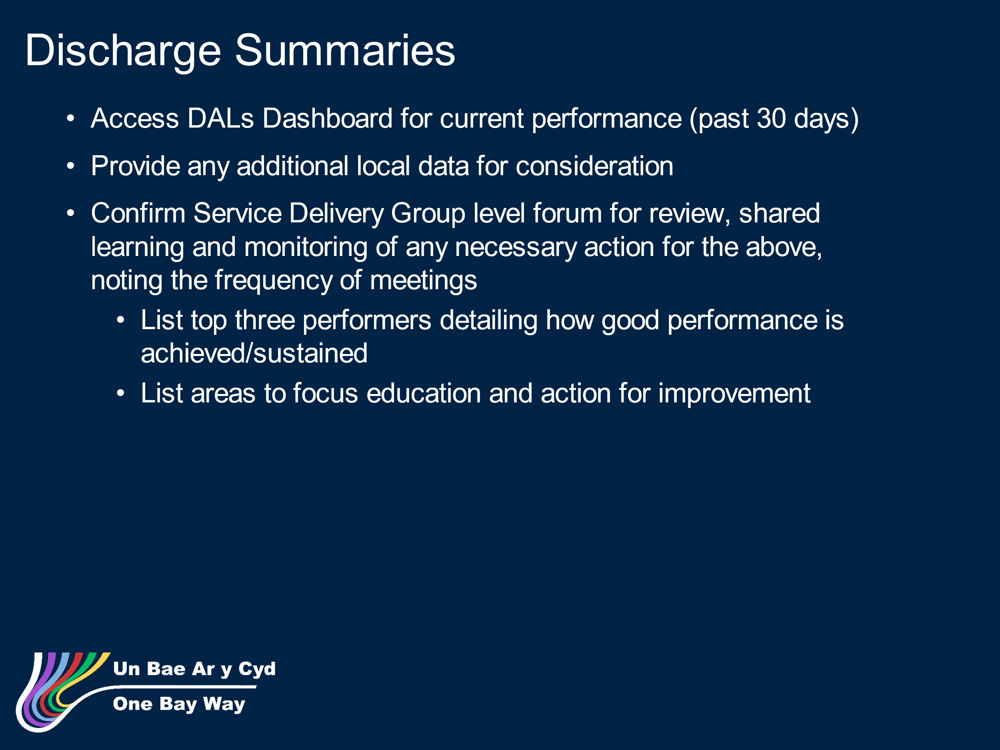 Discharge Summaries
• Access DALs Dashboard for current performance (past 30 days)
• Provide any additional local data for consideration
• Confirm Service Delivery Group level forum for review, shared
learning and monitoring of any necessary action for the above,
noting the frequency of meetings
• List top three performers detailing how good performance is
achieved/sustained
• List areas to focus education and action for improvement
Un Bae Ar y Cyd
One Bay Way